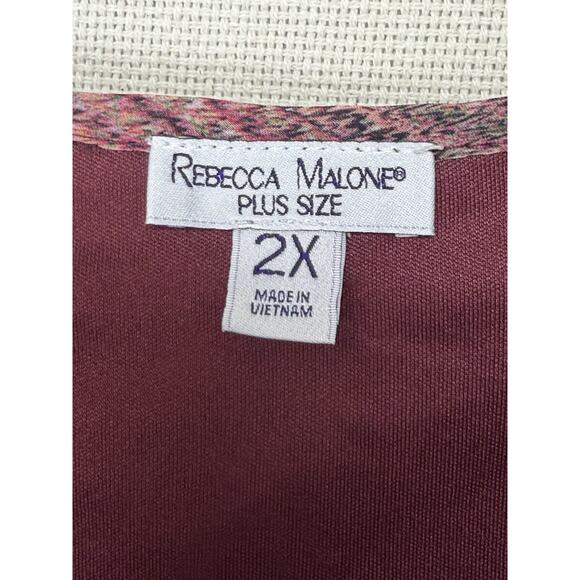 REBECCA MALONE®
PLUS SIZE
2X
MADE IN
VIETNAM